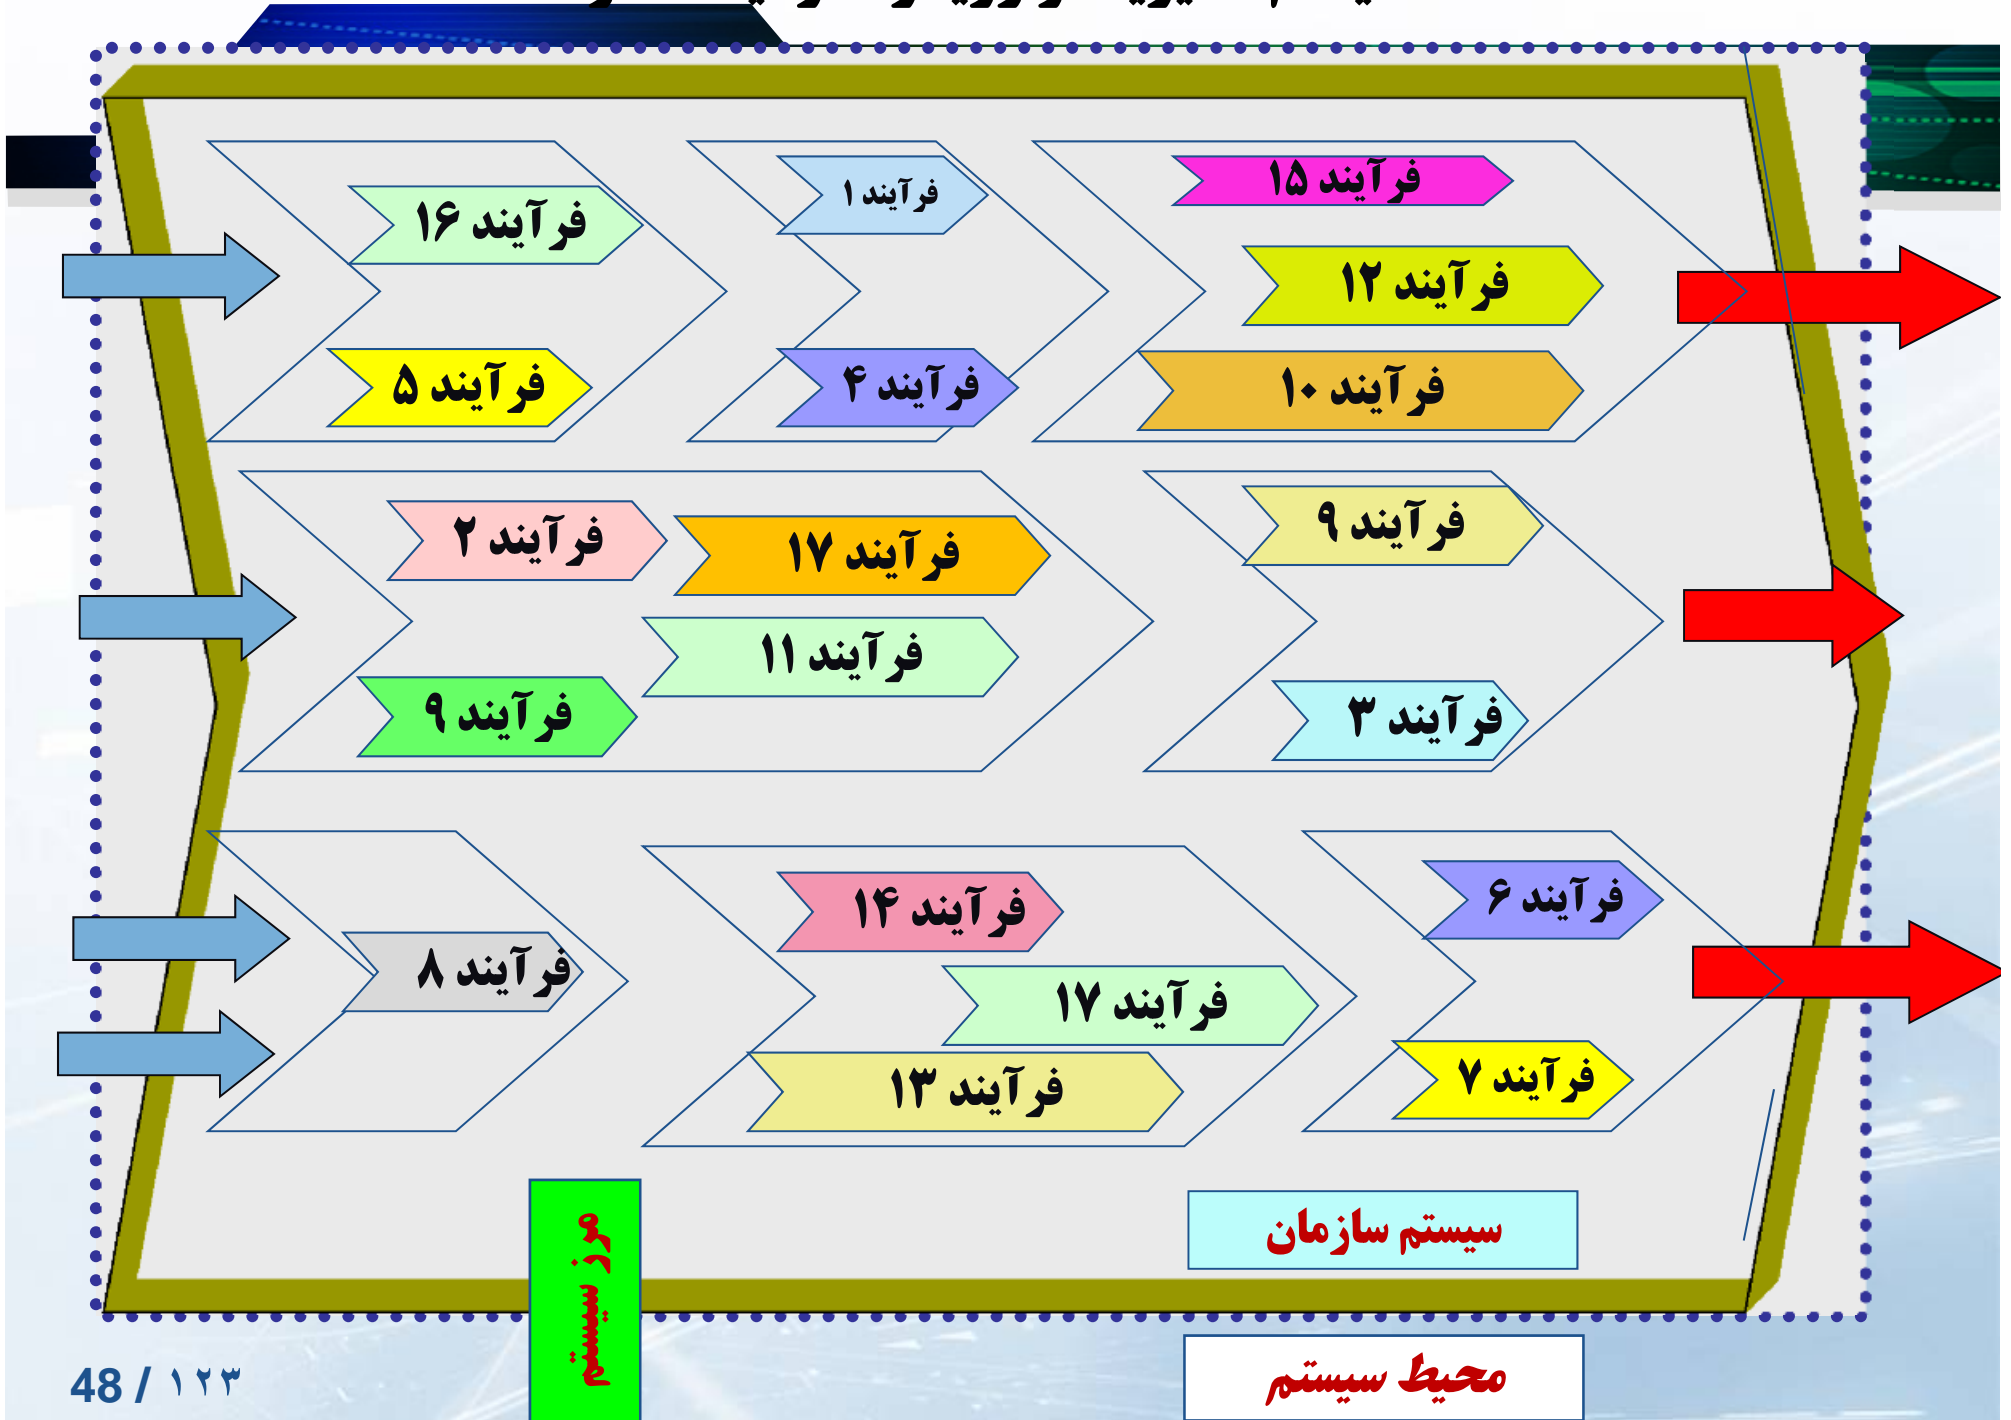 فرآیند ۱۵
فرآیند ۱
فرآیند ۱۶
فرآیند ۱۲
فرآیند ۱۰
فرآیند ۴
فرآیند ۵
فرآیند ۹
فرآیند ۱۷
فرآیند ۲
فرآیند ۱۱
فرآیند ۳
فرآیند ۹
فرآیند ۶
فرآیند ۱۴
فرآیند ۸
فرآیند ۱۷
فرآیند ۷
فرآیند ۱۳
سیستم سازمان
مرز سیستم
محیط سیستم
48 / ۱۲۳